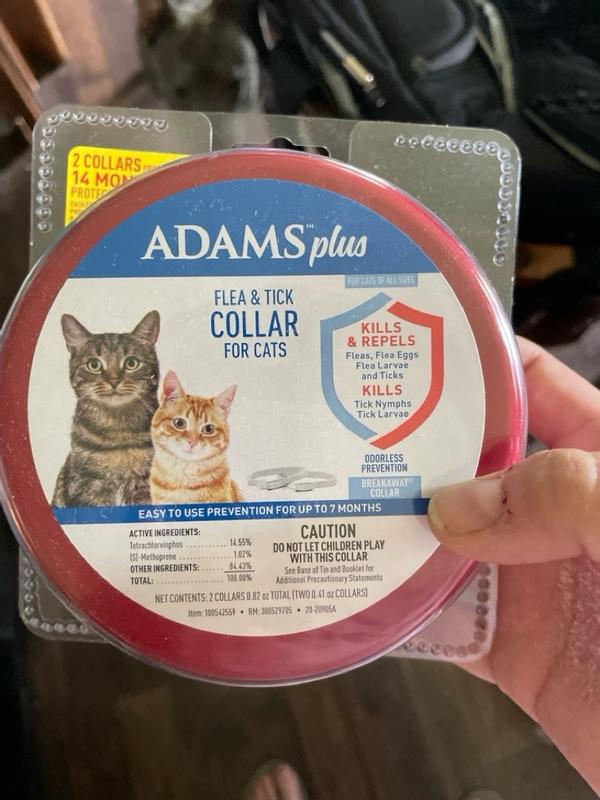 2 COLLARS
14 MON
PROTEC
ADAMS™ plus
FOR CATS OF ALL SIZES
FLEA & TICK
COLLAR
FOR CATS
KILLS
& REPELS
Fleas, Flea Eggs
Flea Larvae
and Ticks
KILLS
Tick Nymphs
Tick Larvae
ODORLESS
PREVENTION
BREAKAWAY
COLLAR
EASY TO USE PREVENTION FOR UP TO 7 MONTHS
ACTIVE INGREDIENTS:
Tetrachlorvinphos ........... 14.55%
(S)-Methoprene ........... 1.02%
OTHER INGREDIENTS: ........ 84.43%
TOTAL: ........... 100.00%
CAUTION
DO NOT LET CHILDREN PLAY
WITH THIS COLLAR
See Base of Tin and Booklet for
Additional Precautionary Statements
NET CONTENTS: 2 COLLARS 0.82 oz TOTAL (TWO 0.41 oz COLLARS)
Item: 100542559 • RM: 300529705 • 20-20905A